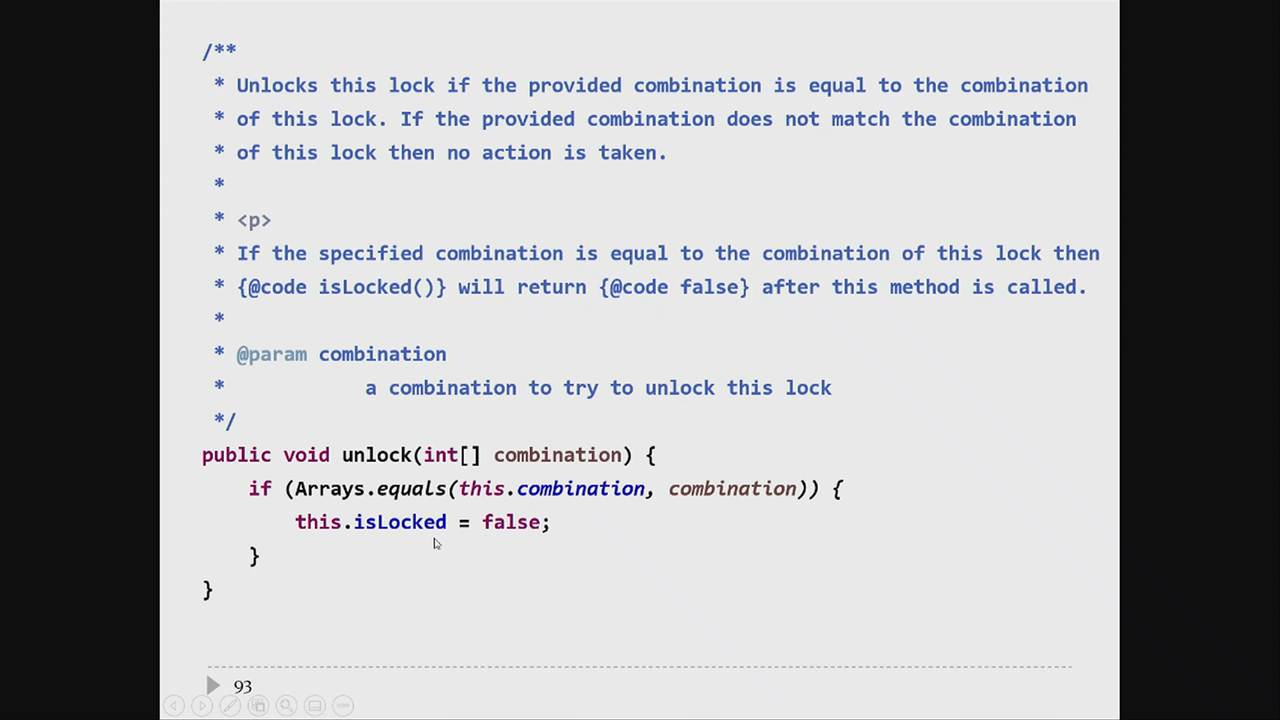 /**
 * Unlocks this lock if the provided combination is equal to the combination
 * of this lock. If the provided combination does not match the combination
 * of this lock then no action is taken.
 *
 * <p>
 * If the specified combination is equal to the combination of this lock then
 * {@code isLocked()} will return {@code false} after this method is called.
 *
 * @param combination
 *            a combination to try to unlock this lock
 */
public void unlock(int[] combination) {
    if (Arrays.equals(this.combination, combination)) {
        this.isLocked = false;
    }
}
93